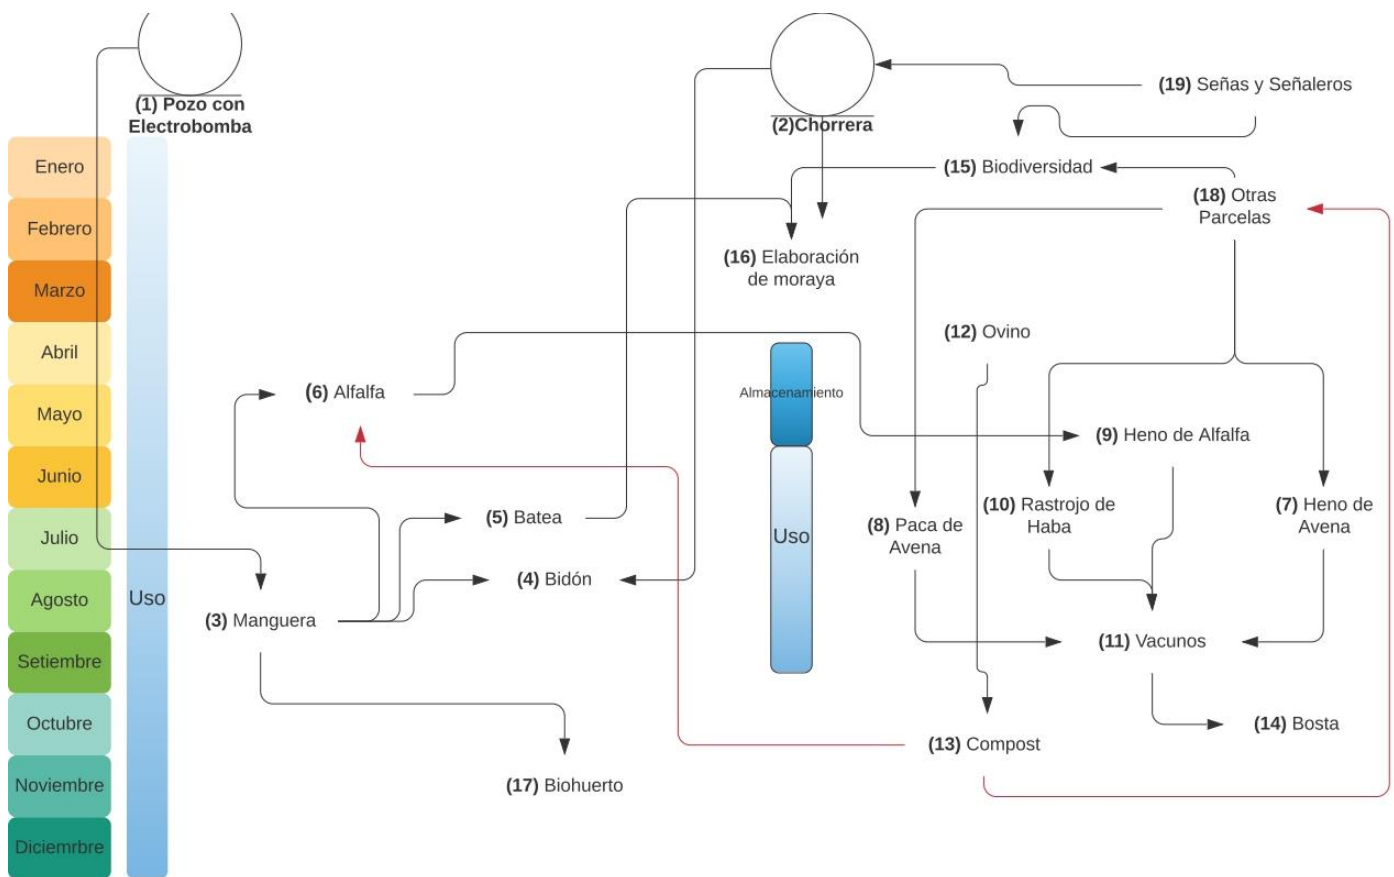 (1) Pozo con
Electrobomba
(2)Chorrera
(19) Señas y Señaleros
Enero
(15) Biodiversidad
(18) Otras
Parcelas
Febrero
(16) Elaboración
de moraya
Marzo
(12) Ovino
Abril
(6) Alfalfa
Almacenamiento
Mayo
(9) Heno de Alfalfa
Junio
(5) Batea
(8) Paca de
Avena
(10) Rastrojo de
Haba
(7) Heno de
Avena
Julio
Uso
(4) Bidón
Agosto
Uso
(3) Manguera
(11) Vacunos
Setiembre
Octubre
(14) Bosta
(13) Compost
Noviembre
(17) Biohuerto
Diciemrbre